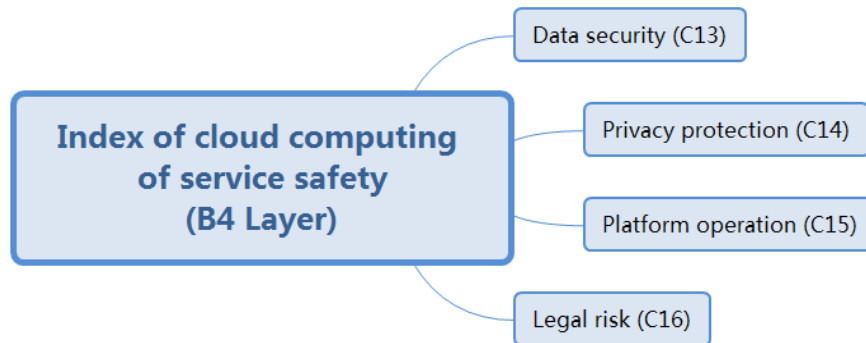 Data security (C13)
Index of cloud computing
of service safety
(B4 Layer)
Privacy protection (C14)
Platform operation (C15)
Legal risk (C16)